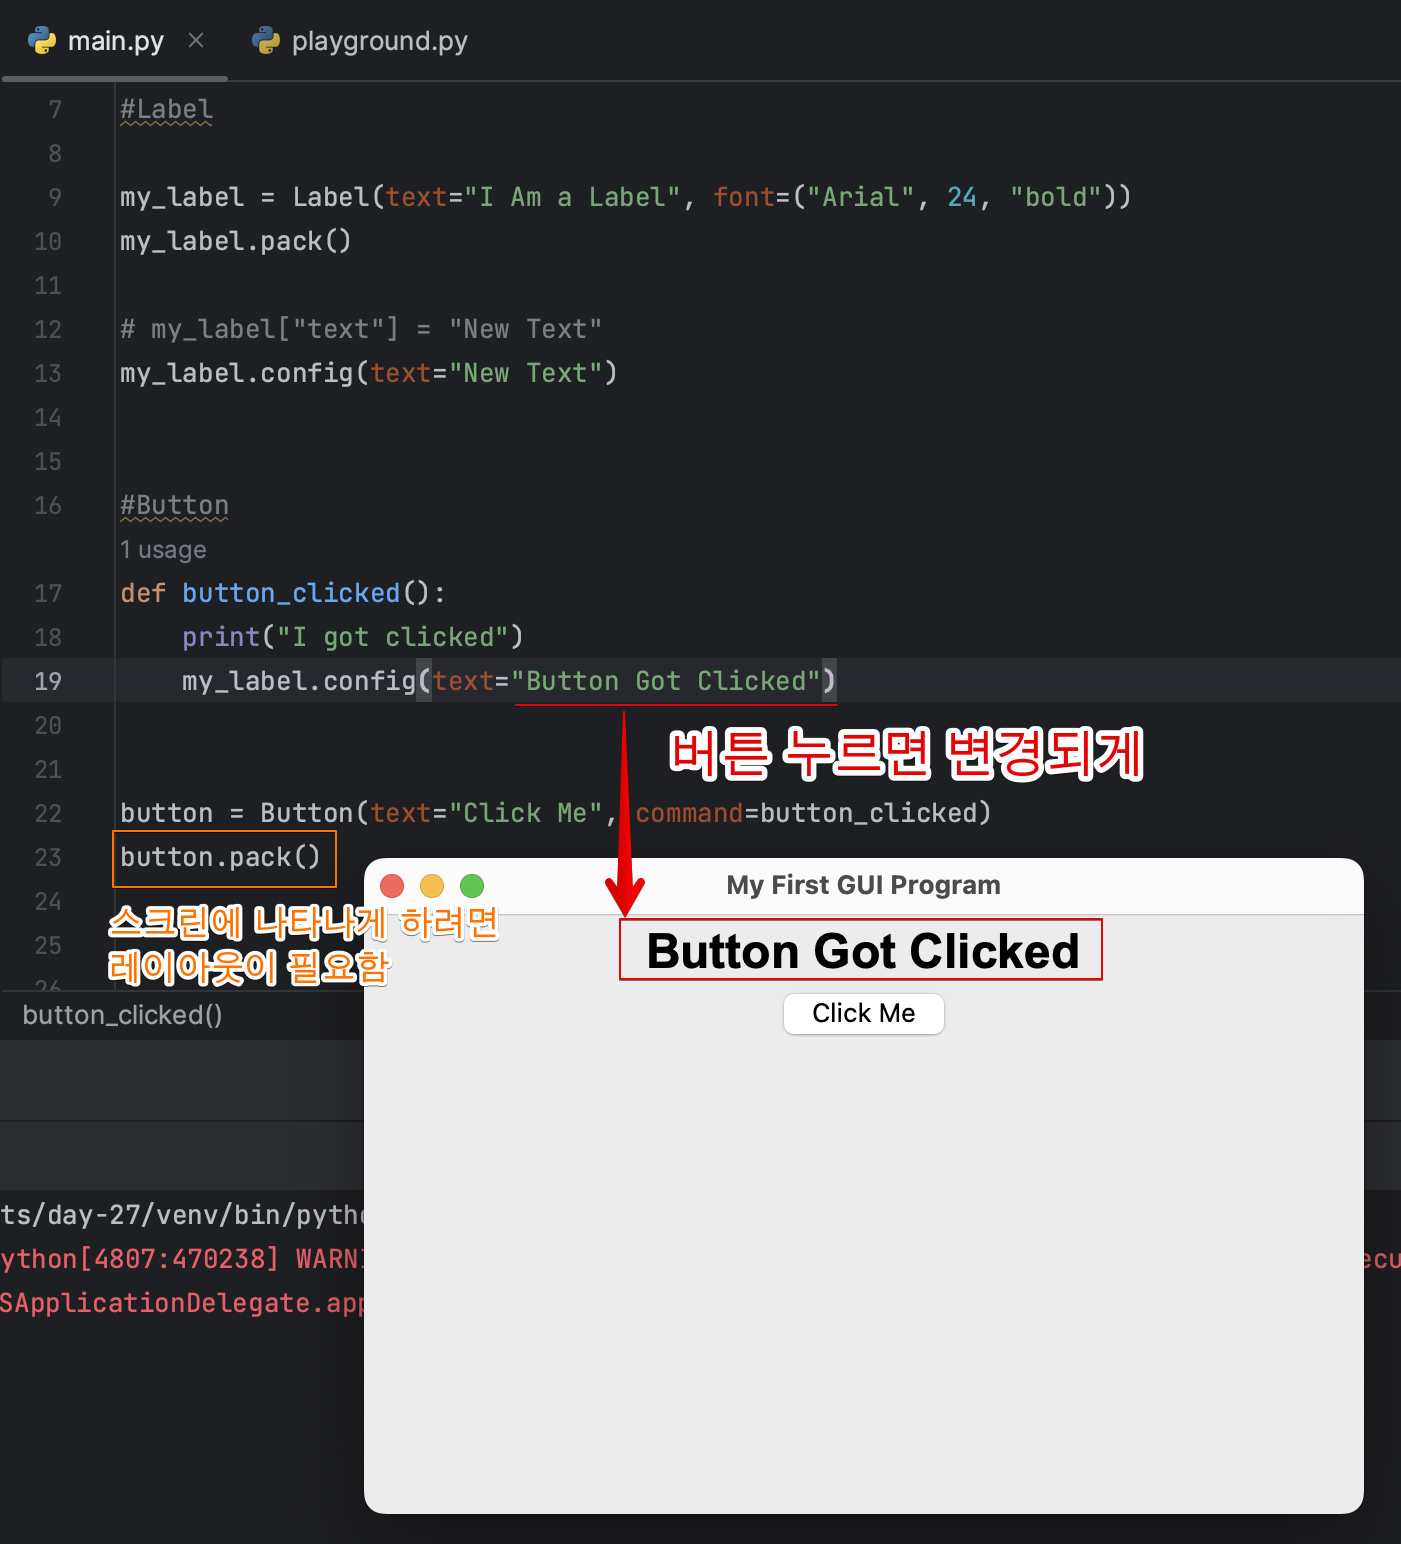 main.py
playground.py
7 #Label
8
9 my_label = Label(text="I Am a Label", font=("Arial", 24, "bold"))
10 my_label.pack()
11
12 # my_label["text"] = "New Text"
13 my_label.config(text="New Text")
14
15
16 #Button
1 usage
17 def button_clicked():
18 print("I got clicked")
19 my_label.config(text="Button Got Clicked")
20
버튼 누르면 변경되게
21
22 button = Button(text="Click Me", command=button_clicked)
23 button.pack()
24
스크린에 나타나게 하려면
25
레이아웃이 필요함
26
My First GUI Program
Button Got Clicked
Click Me
button_clicked()
ts/day-27/venv/bin/pyth
ython[4807:470238] WARN
ecu
SApplicationDelegate.app